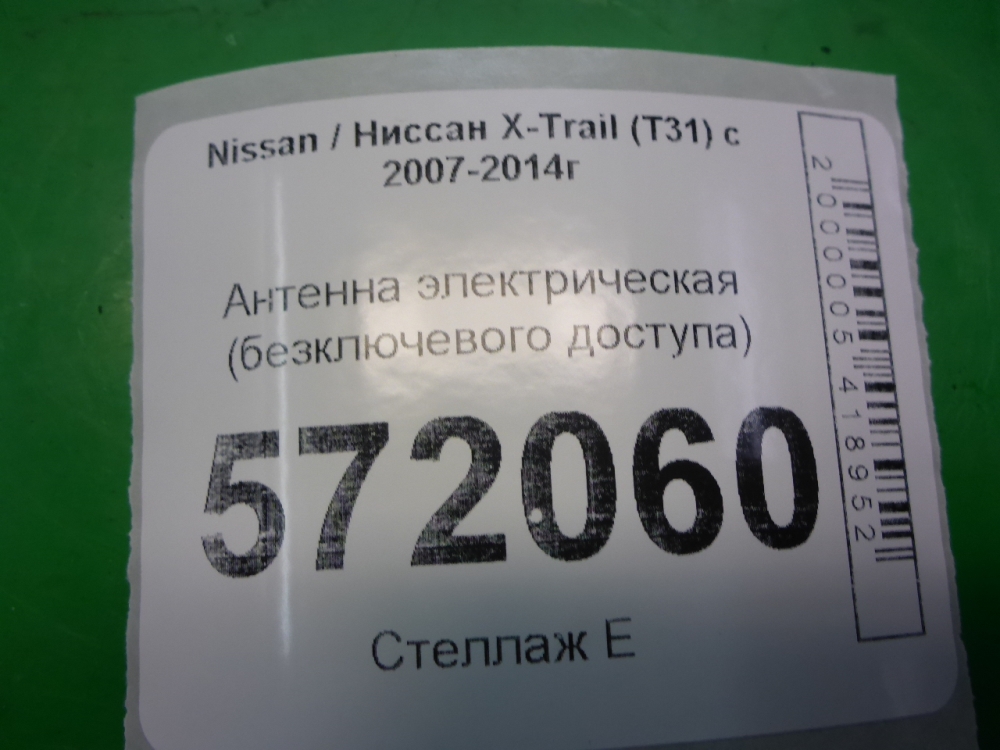 Nissan / Ниссан X-Trail (T31) с
2007-2014г
Антенна электрическая
(безключевого доступа)
572060
Стеллаж Е
2000005418952